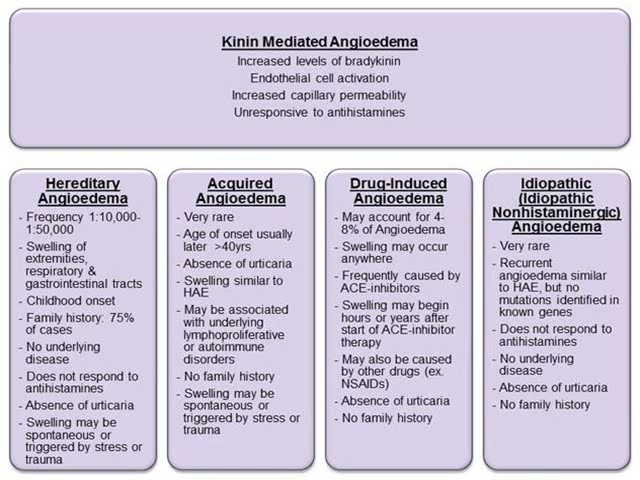 Kinin Mediated Angioedema
Increased levels of bradykinin
Endothelial cell activation
Increased capillary permeability
Unresponsive to antihistamines
Hereditary
Angioedema
- Frequency 1:10,000-
1:50,000
- Swelling of
extremities,
respiratory &
gastrointestinal tracts
- Childhood onset
- Family history: 75%
of cases
- No underlying
disease
- Does not respond to
antihistamines
- Absence of urticaria
- Swelling may be
spontaneous or
triggered by stress or
trauma
Acquired
Angioedema
- Very rare
- Age of onset usually
later >40yrs
- Absence of urticaria
- Swelling similar to
HAE
- May be associated
with underlying
lymphoproliferative
or autoimmune
disorders
- No family history
- Swelling may be
spontaneous or
triggered by stress or
trauma
Drug-Induced
Angioedema
- May account for 4-
8% of Angioedema
- Swelling may occur
anywhere
- Frequently caused by
ACE-inhibitors
- Swelling may begin
hours or years after
start of ACE-inhibitor
therapy
- May also be caused
by other drugs (ex.
NSAIDs)
- Absence of urticaria
- No family history
Idiopathic
(Idiopathic
Nonhistaminergic)
Angioedema
- Very rare
- Recurrent
angioedema similar
to HAE, but no
mutations identified in
known genes
- Does not respond to
antihistamines
- No underlying
disease
- Absence of urticaria
- No family history